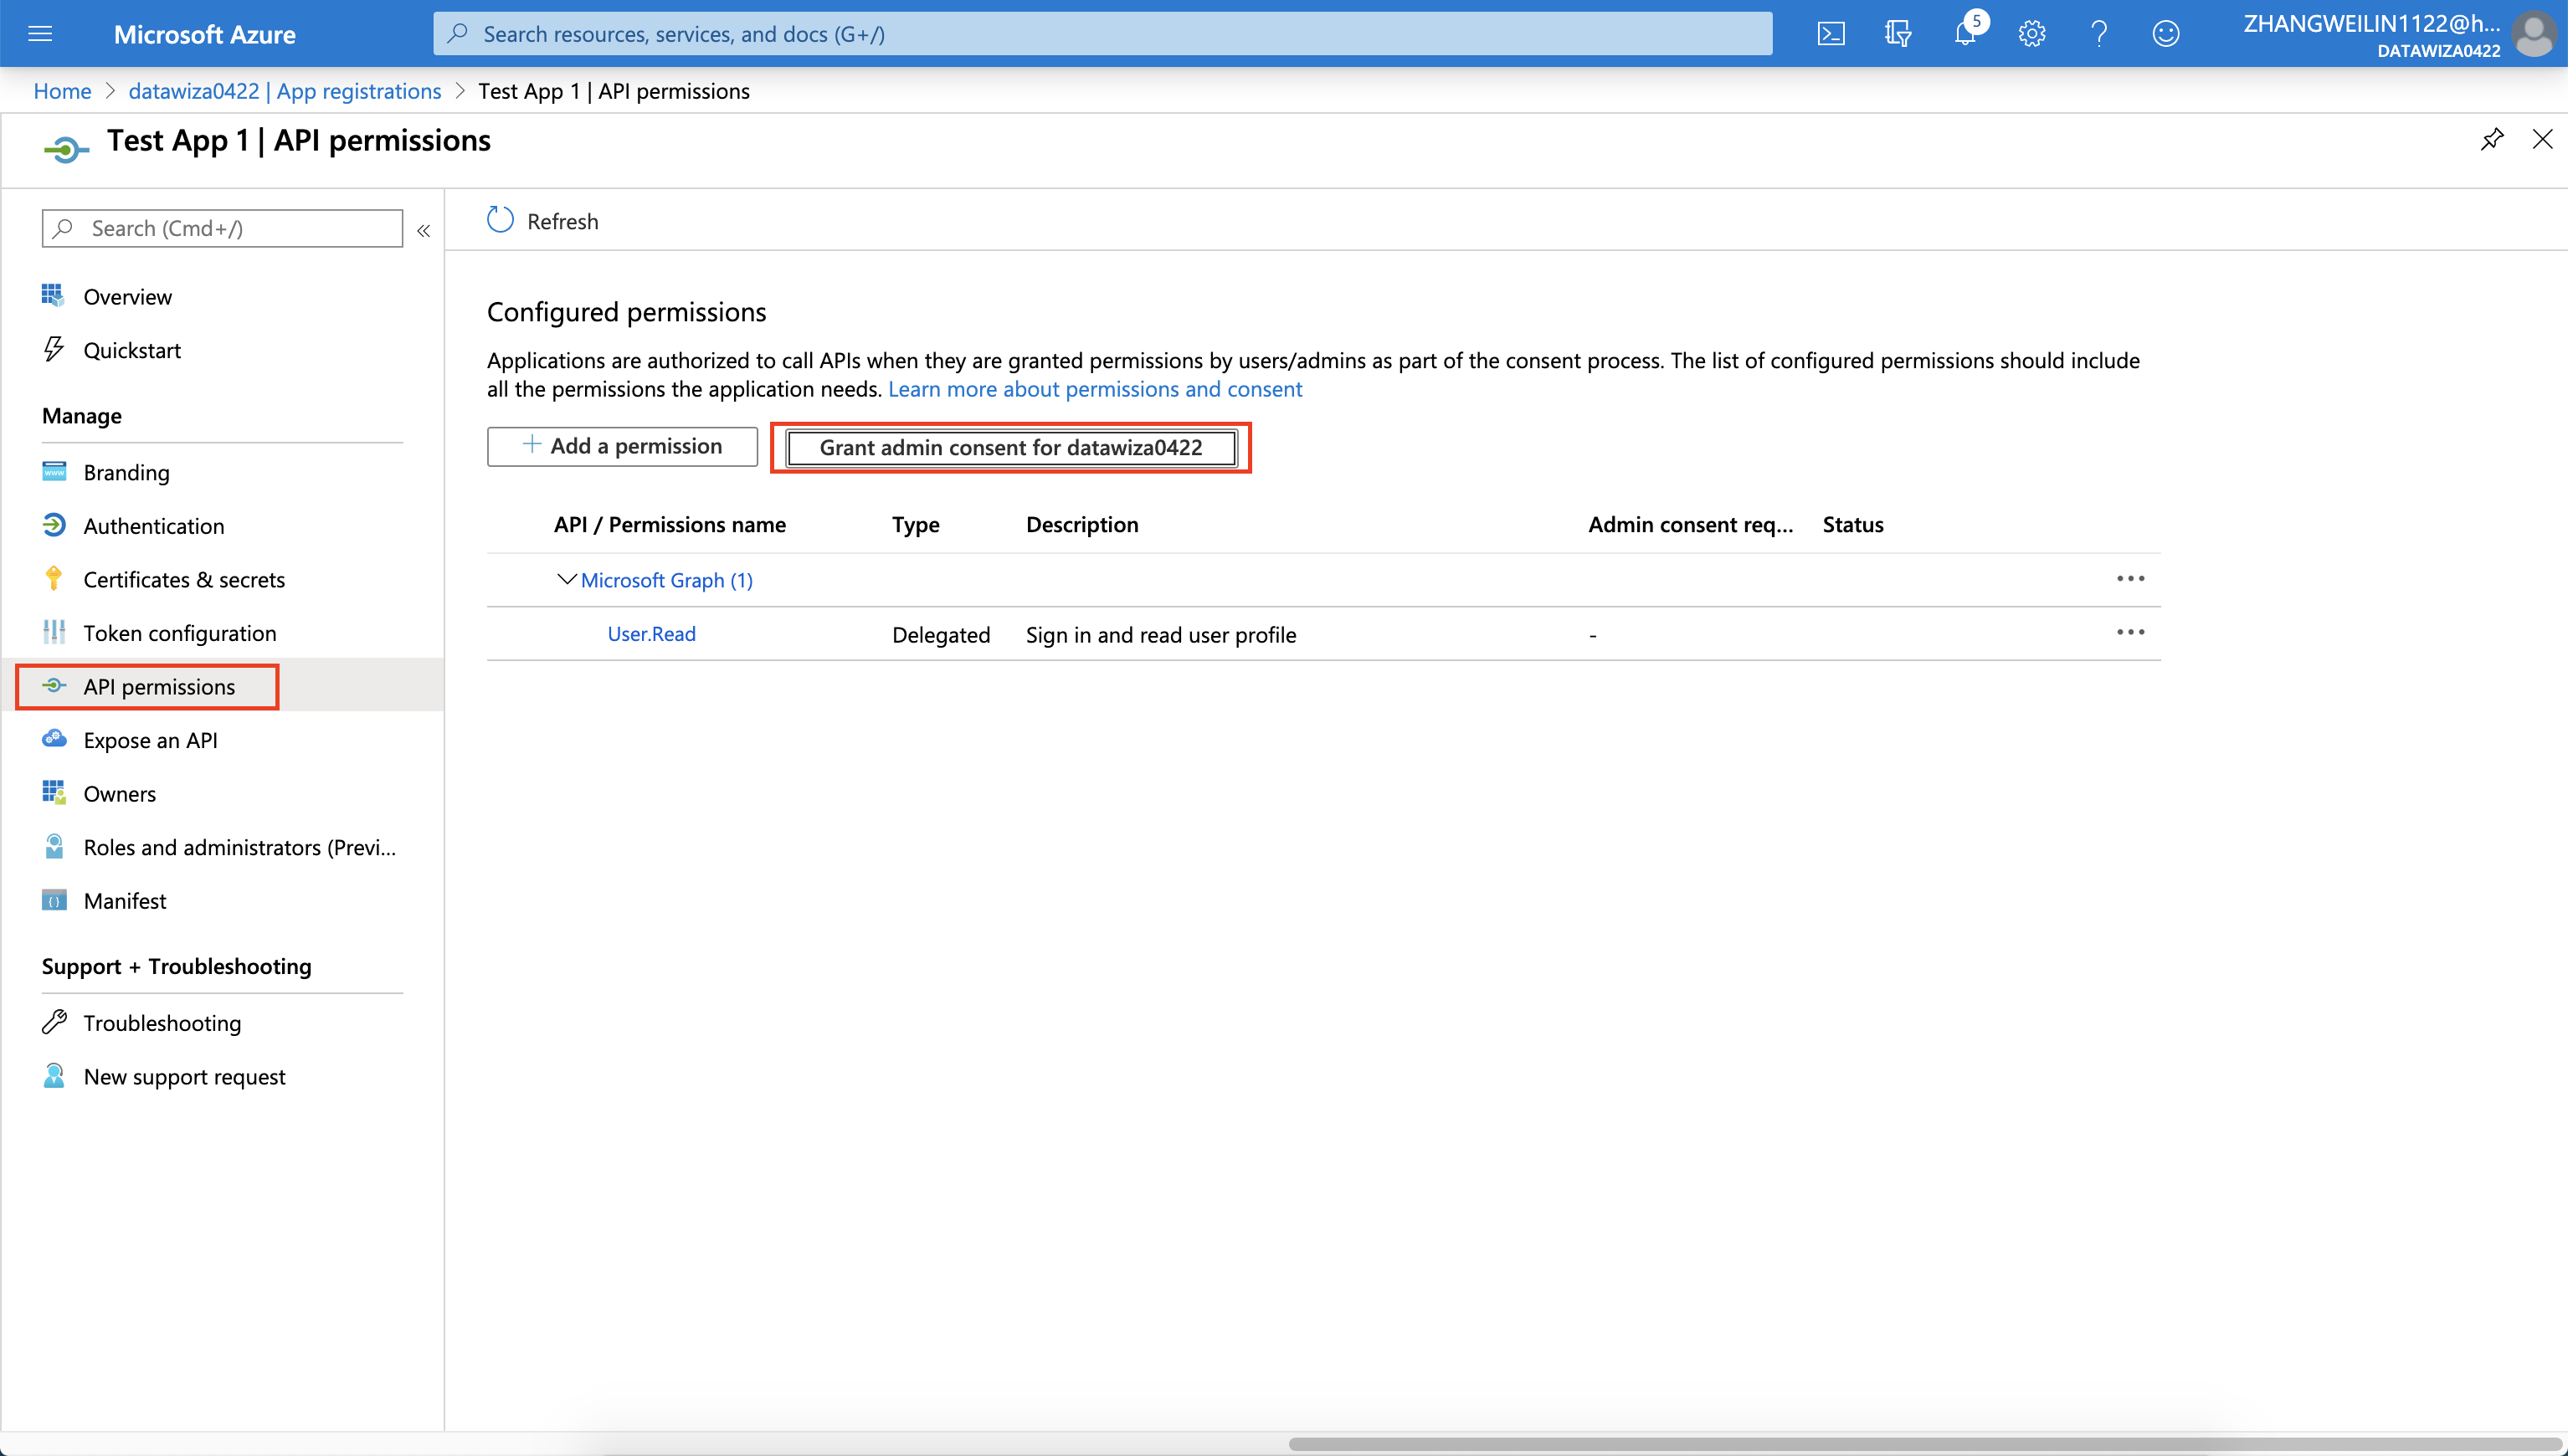 Microsoft Azure
Search resources, services, and docs (G+/)
5
ZHANGWEILIN1122@h...
DATAWIZA0422
Home > datawiza0422 | App registrations > Test App 1 | API permissions
Test App 1 | API permissions
Search (Cmd+/)
«
Refresh
Overview
Quickstart
Manage
Branding
Authentication
Certificates & secrets
Token configuration
API permissions
Expose an API
Owners
Roles and administrators (Previ...
Manifest
Support + Troubleshooting
Troubleshooting
New support request
Configured permissions
Applications are authorized to call APIs when they are granted permissions by users/admins as part of the consent process. The list of configured permissions should include
all the permissions the application needs. Learn more about permissions and consent
+ Add a permission
Grant admin consent for datawiza0422
API / Permissions name Type Description Admin consent req... Status
Microsoft Graph (1)
User.Read Delegated Sign in and read user profile -